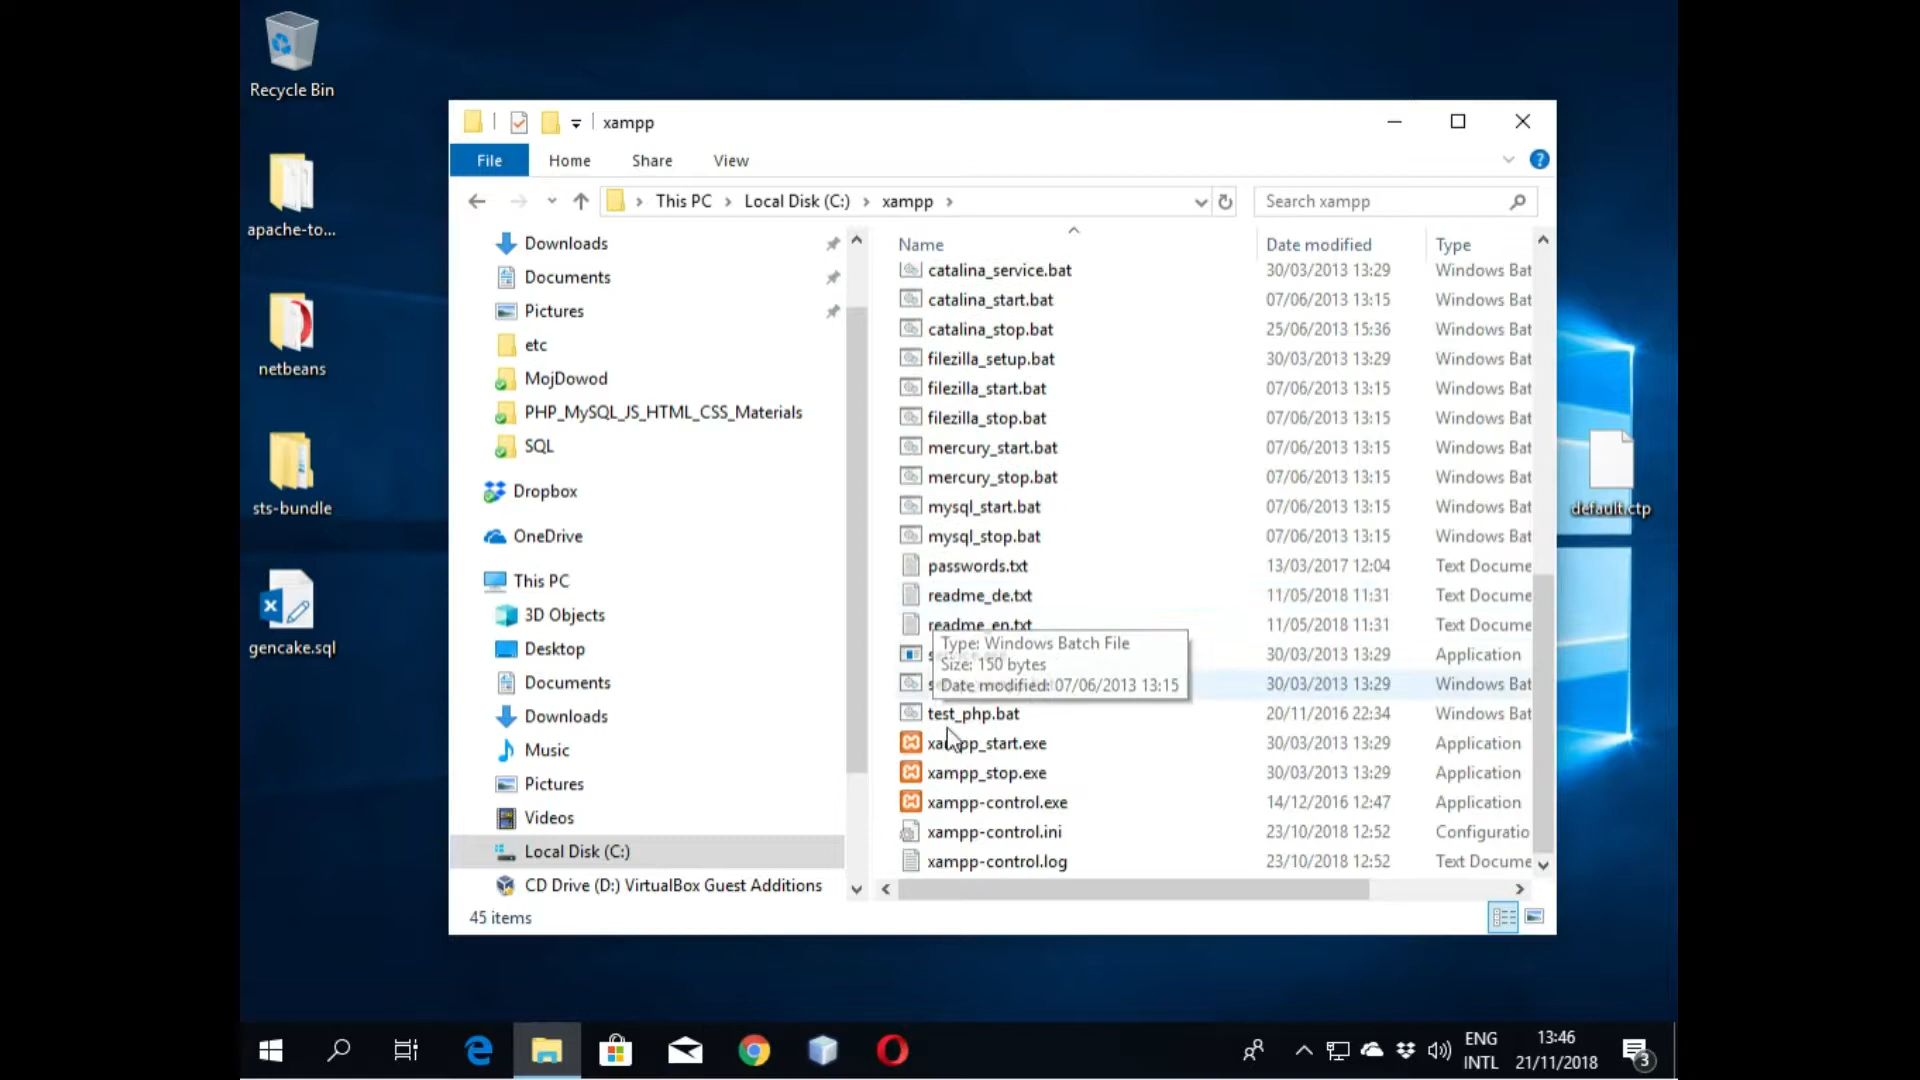 Recycle Bin
apache-to...
netbeans
sts-bundle
gencake.sql
default.ctp
xampp
File Home Share View
This PC Local Disk (C:) xampp
Search xampp
Downloads
Documents
Pictures
etc
MojDowod
PHP_MySQL_JS_HTML_CSS_Materials
SQL
Dropbox
OneDrive
This PC
3D Objects
Desktop
Documents
Downloads
Music
Pictures
Videos
Local Disk (C:)
CD Drive (D:) VirtualBox Guest Additions
Name Date modified Type
catalina_service.bat 30/03/2013 13:29 Windows Bat
catalina_start.bat 07/06/2013 13:15 Windows Bat
catalina_stop.bat 25/06/2013 15:36 Windows Bat
filezilla_setup.bat 30/03/2013 13:29 Windows Bat
filezilla_start.bat 07/06/2013 13:15 Windows Bat
filezilla_stop.bat 07/06/2013 13:15 Windows Bat
mercury_start.bat 07/06/2013 13:15 Windows Bat
mercury_stop.bat 07/06/2013 13:15 Windows Bat
mysql_start.bat 07/06/2013 13:15 Windows Bat
mysql_stop.bat 07/06/2013 13:15 Windows Bat
passwords.txt 13/03/2017 12:04 Text Docume
readme_de.txt 11/05/2018 11:31 Text Docume
readme_en.txt 11/05/2018 11:31 Text Docume
30/03/2013 13:29 Application
30/03/2013 13:29 Windows Bat
Type: Windows Batch File
Size: 150 bytes
Date modified: 07/06/2013 13:15
test_php.bat 20/11/2016 22:34 Windows Bat
xampp_start.exe 30/03/2013 13:29 Application
xampp_stop.exe 30/03/2013 13:29 Application
xampp-control.exe 14/12/2016 12:47 Application
xampp-control.ini 23/10/2018 12:52 Configuratio
xampp-control.log 23/10/2018 12:52 Text Docume
45 items
ENG
INTL
13:46
21/11/2018
3